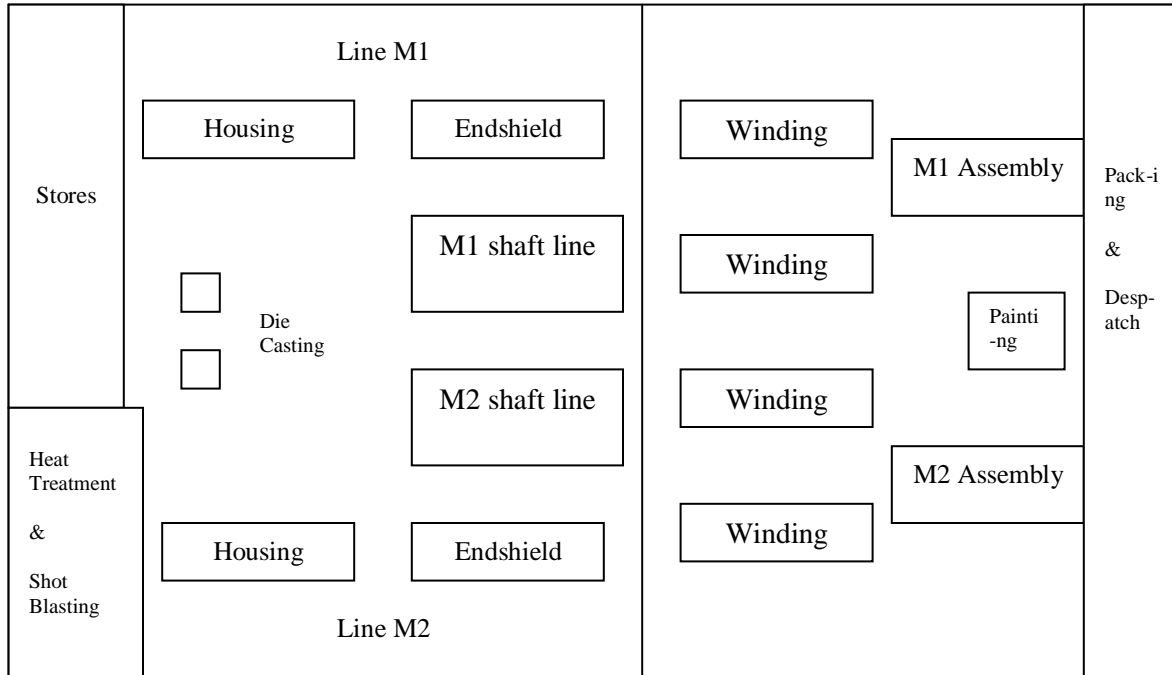 Line M1
Housing
Endshield
Winding
M1 Assembly
Stores
Pack-i
ng
&
Desp-
atch
M1 shaft line
Winding
Die
Casting
Painti
-ng
M2 shaft line
Winding
Heat
Treatment
&
Shot
Blasting
M2 Assembly
Housing
Endshield
Winding
Line M2